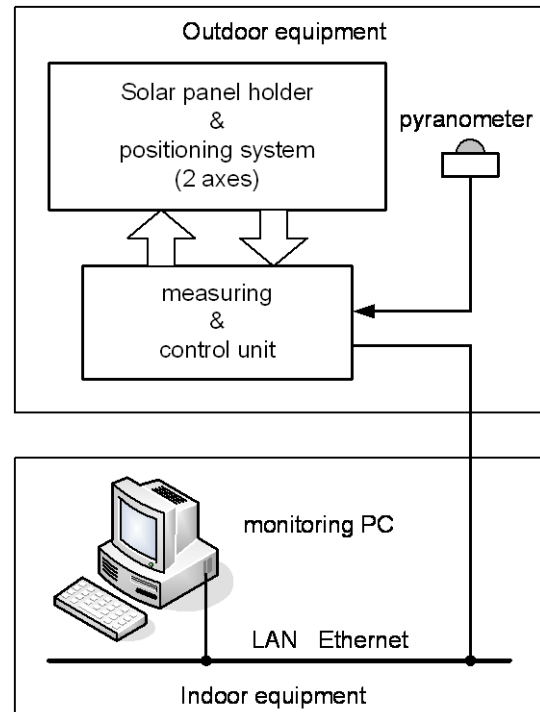 Outdoor equipment
Solar panel holder
&
positioning system
(2 axes)
pyranometer
measuring
&
control unit
monitoring PC
LAN Ethernet
Indoor equipment